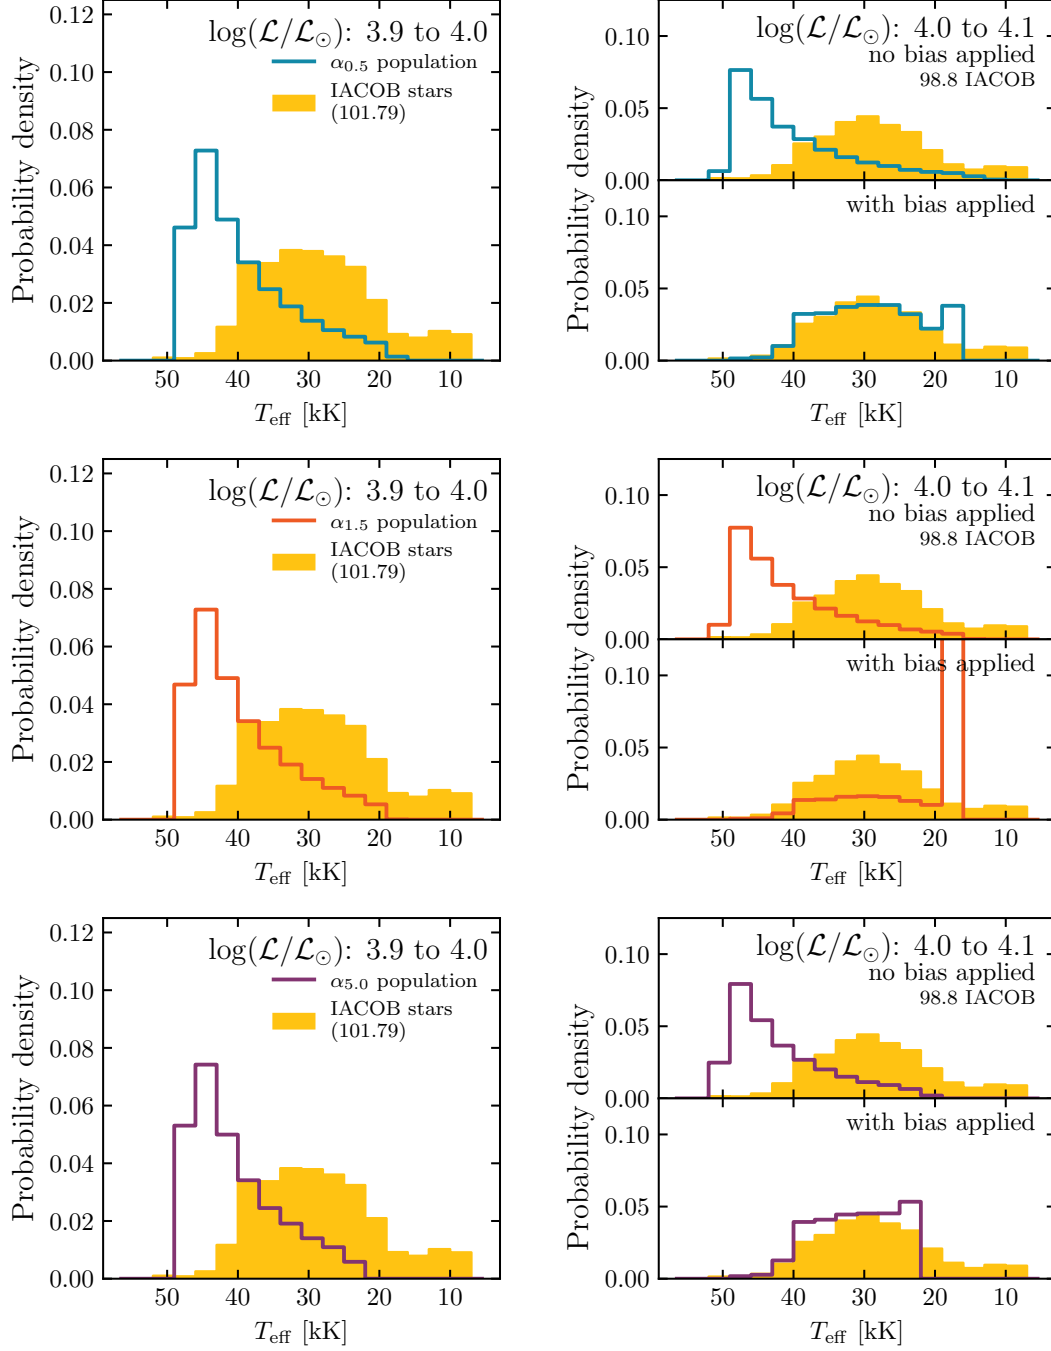 log(ℒ/ℒ⊙): 3.9 to 4.0
α0.5 population
IACOB stars
(101.79)
Probability density
0.12
0.10
0.08
0.06
0.04
0.02
0.00
50 40 30 20 10
Teff [kK]
log(ℒ/ℒ⊙): 4.0 to 4.1
no bias applied
98.8 IACOB
0.10
0.05
0.00
with bias applied
Probability density
0.10
0.05
0.00
50 40 30 20 10
Teff [kK]
log(ℒ/ℒ⊙): 3.9 to 4.0
α1.5 population
IACOB stars
(101.79)
Probability density
0.12
0.10
0.08
0.06
0.04
0.02
0.00
50 40 30 20 10
Teff [kK]
log(ℒ/ℒ⊙): 4.0 to 4.1
no bias applied
98.8 IACOB
0.10
0.05
0.00
with bias applied
Probability density
0.10
0.05
0.00
50 40 30 20 10
Teff [kK]
log(ℒ/ℒ⊙): 3.9 to 4.0
α5.0 population
IACOB stars
(101.79)
Probability density
0.12
0.10
0.08
0.06
0.04
0.02
0.00
50 40 30 20 10
Teff [kK]
log(ℒ/ℒ⊙): 4.0 to 4.1
no bias applied
98.8 IACOB
0.10
0.05
0.00
with bias applied
Probability density
0.10
0.05
0.00
50 40 30 20 10
Teff [kK]